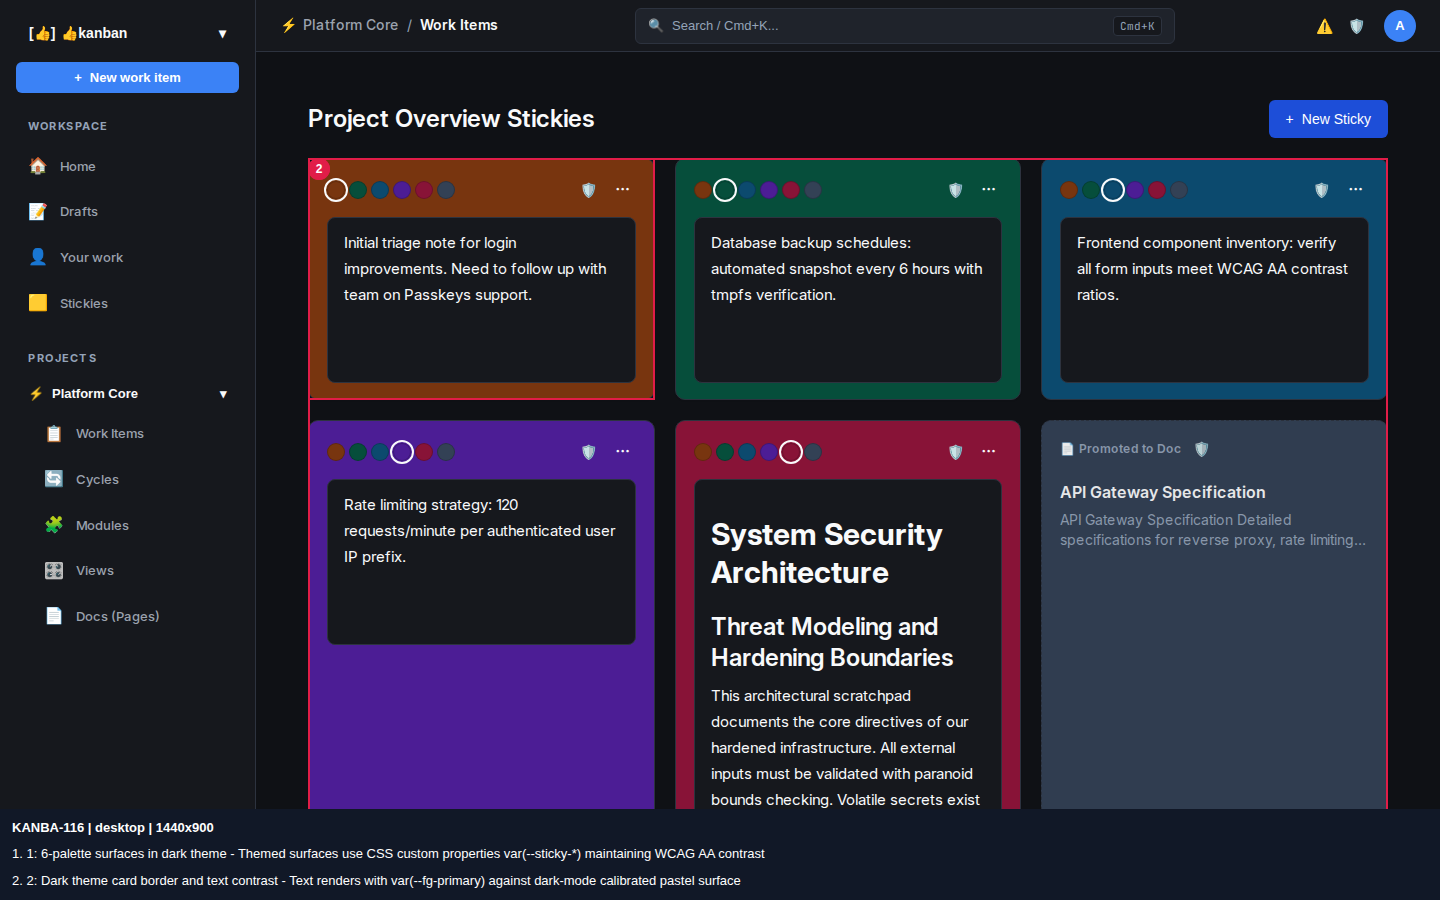 [👍] 👍kanban ▼
+ New work item
WORKSPACE
🏠 Home
📝 Drafts
👤 Your work
🟨 Stickies
PROJECTS
⚡ Platform Core ▼
📋 Work Items
🔄 Cycles
🧩 Modules
🎛️ Views
📄 Docs (Pages)
⚡ Platform Core / Work Items
🔍 Search / Cmd+K... Cmd+K
⚠️ 🛡️ A
Project Overview Stickies
+ New Sticky
2
🛡️ ···
Initial triage note for login
improvements. Need to follow up with
team on Passkeys support.
🛡️ ···
Database backup schedules:
automated snapshot every 6 hours with
tmpfs verification.
🛡️ ···
Frontend component inventory: verify
all form inputs meet WCAG AA contrast
ratios.
🛡️ ···
Rate limiting strategy: 120
requests/minute per authenticated user
IP prefix.
🛡️ ···
System Security
Architecture
Threat Modeling and
Hardening Boundaries
This architectural scratchpad
documents the core directives of our
hardened infrastructure. All external
inputs must be validated with paranoid
bounds checking. Volatile secrets exist
📄 Promoted to Doc 🛡️
API Gateway Specification
API Gateway Specification Detailed
specifications for reverse proxy, rate limiting...
KANBA-116 | desktop | 1440x900
1. 1: 6-palette surfaces in dark theme - Themed surfaces use CSS custom properties var(--sticky-*) maintaining WCAG AA contrast
2. 2: Dark theme card border and text contrast - Text renders with var(--fg-primary) against dark-mode calibrated pastel surface